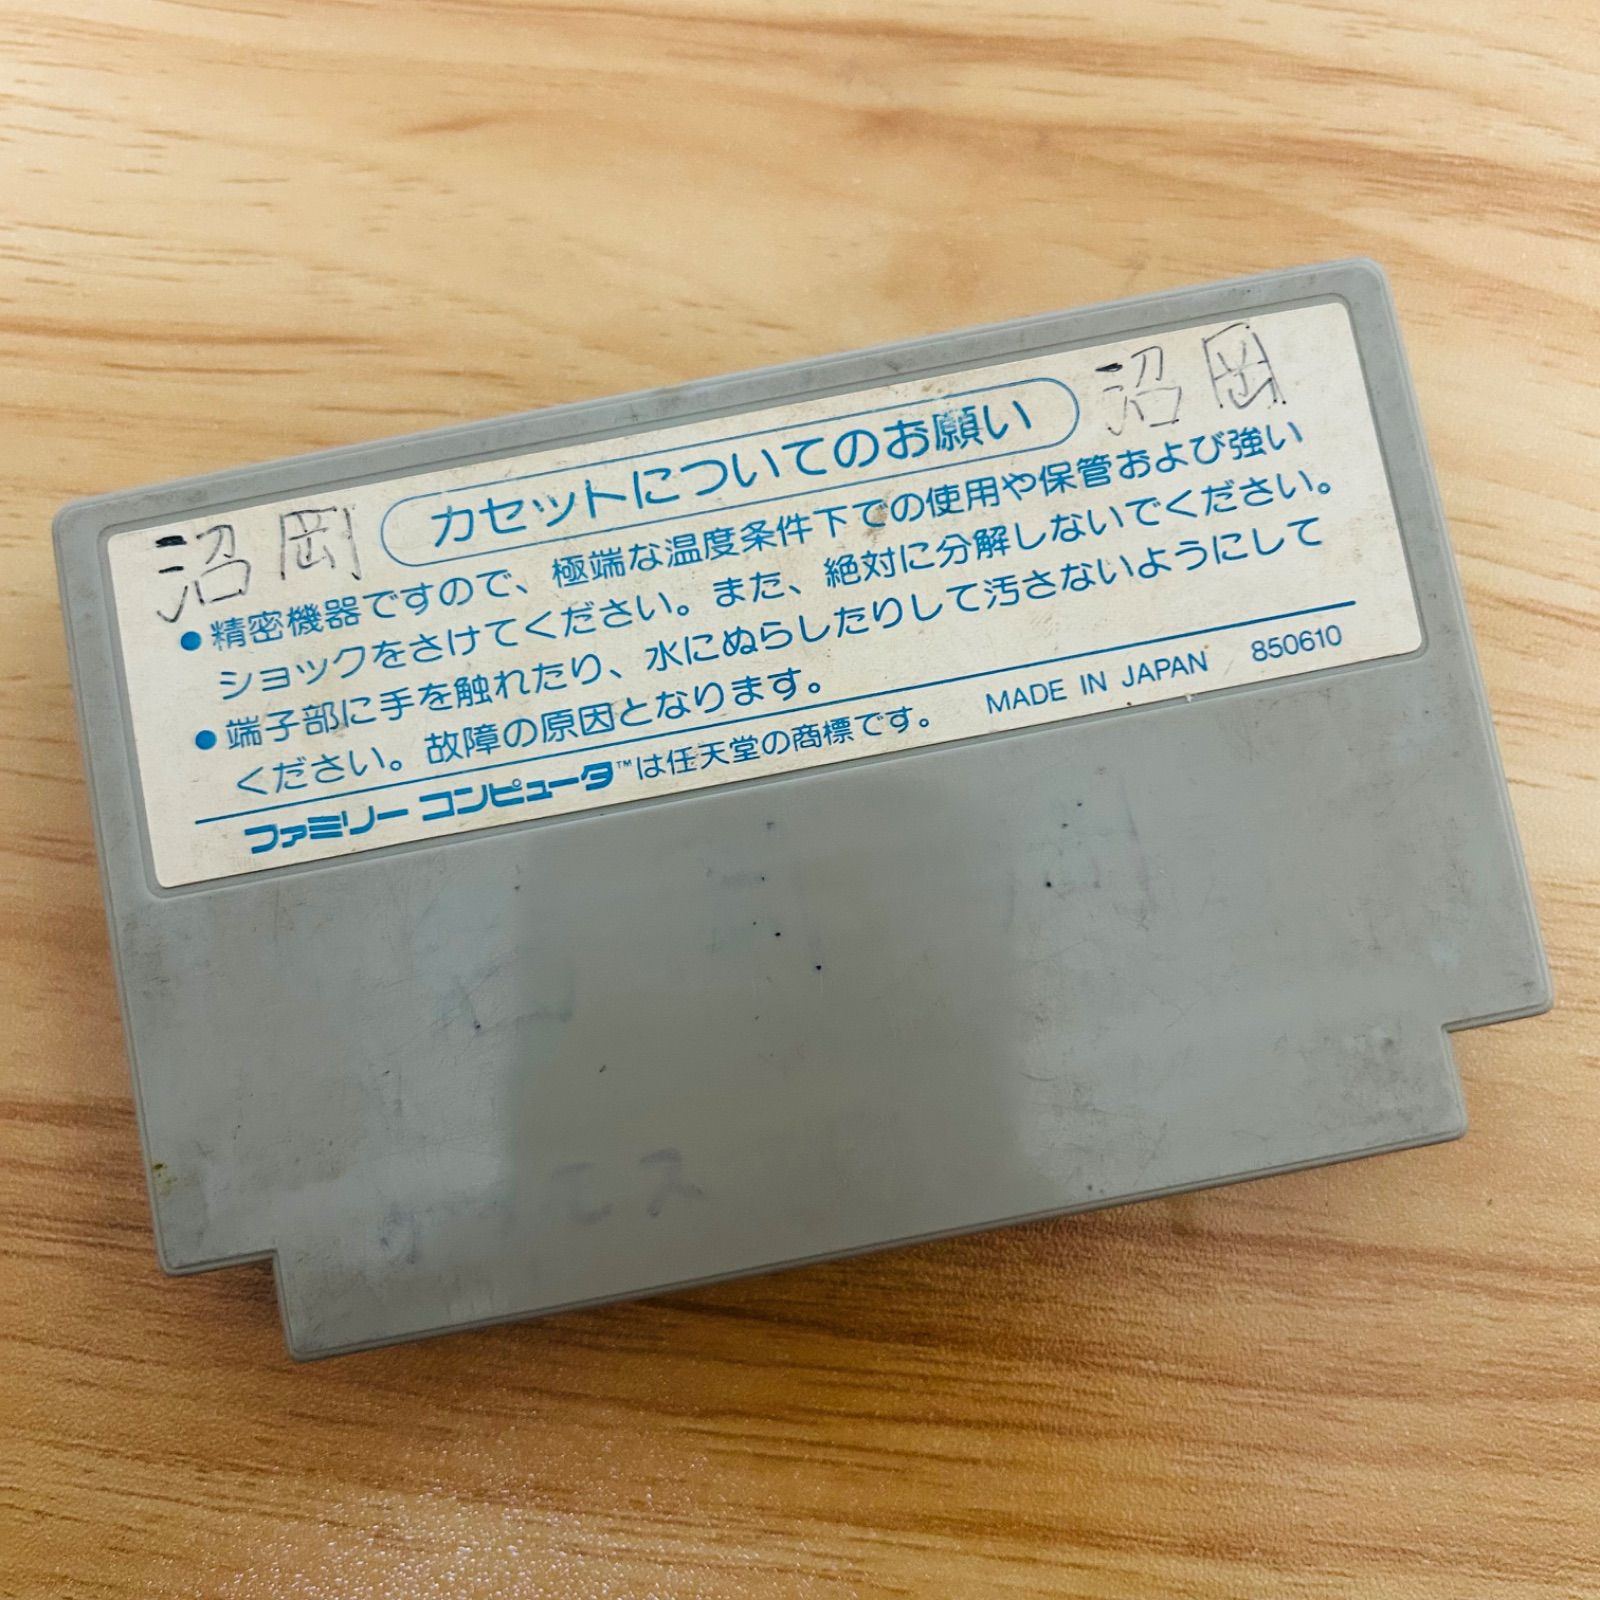 沼岡 カセットについてのお願い 沼岡
●精密機器ですので、極端な温度条件下での使用や保管および強い
ショックをさけてください。また、絶対に分解しないでください。
●端子部に手を触れたり、水にぬらしたりして汚さないようにして
ください。故障の原因となります。
ファミリーコンピュータ™は任天堂の商標です。 MADE IN JAPAN 850610